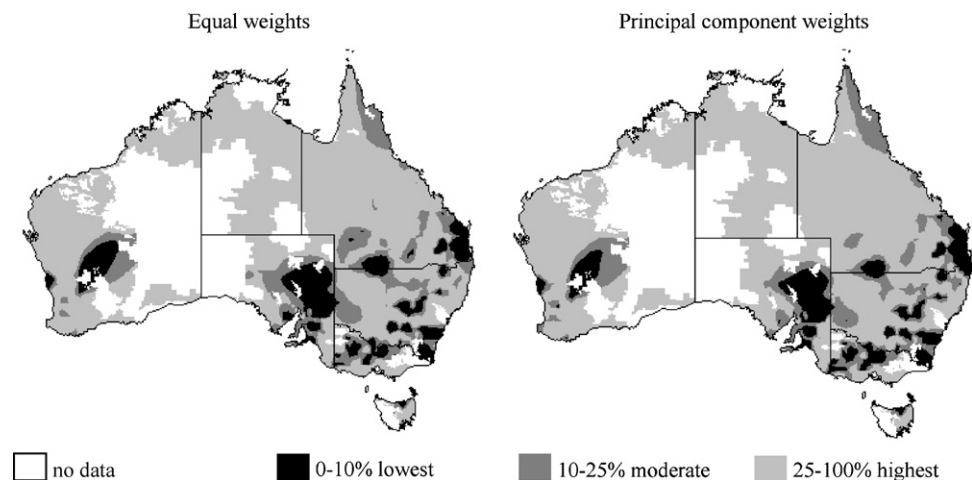 Equal weights
Principal component weights
no data
0-10% lowest
10-25% moderate
25-100% highest